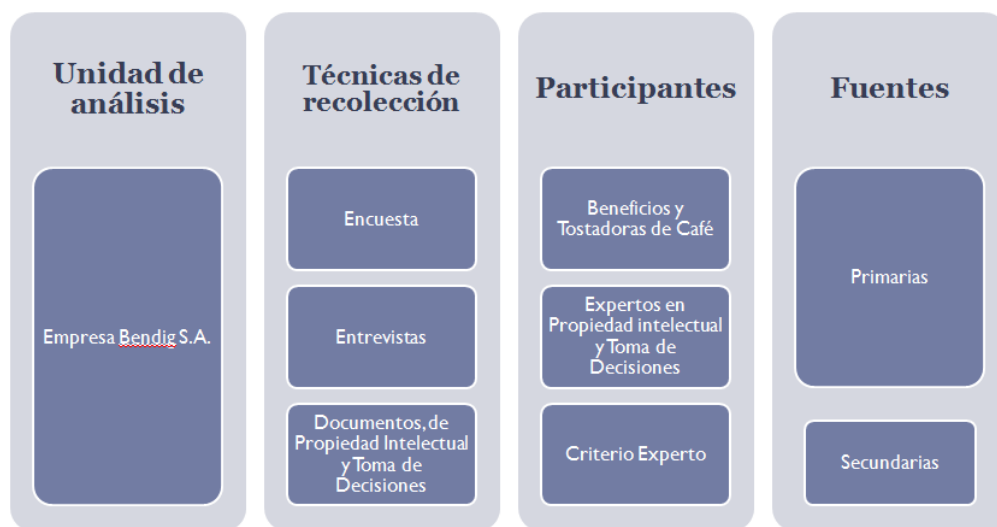 Unidad de
análisis
Empresa Bendig S.A.
Técnicas de
recolección
Encuesta
Entrevistas
Documentos, de
Propiedad Intelectual
y Toma de
Decisiones
Participantes
Beneficios y
Tostadoras de Café
Expertos en
Propiedad intelectual
y Toma de
Decisiones
Criterio Experto
Fuentes
Primarias
Secundarias